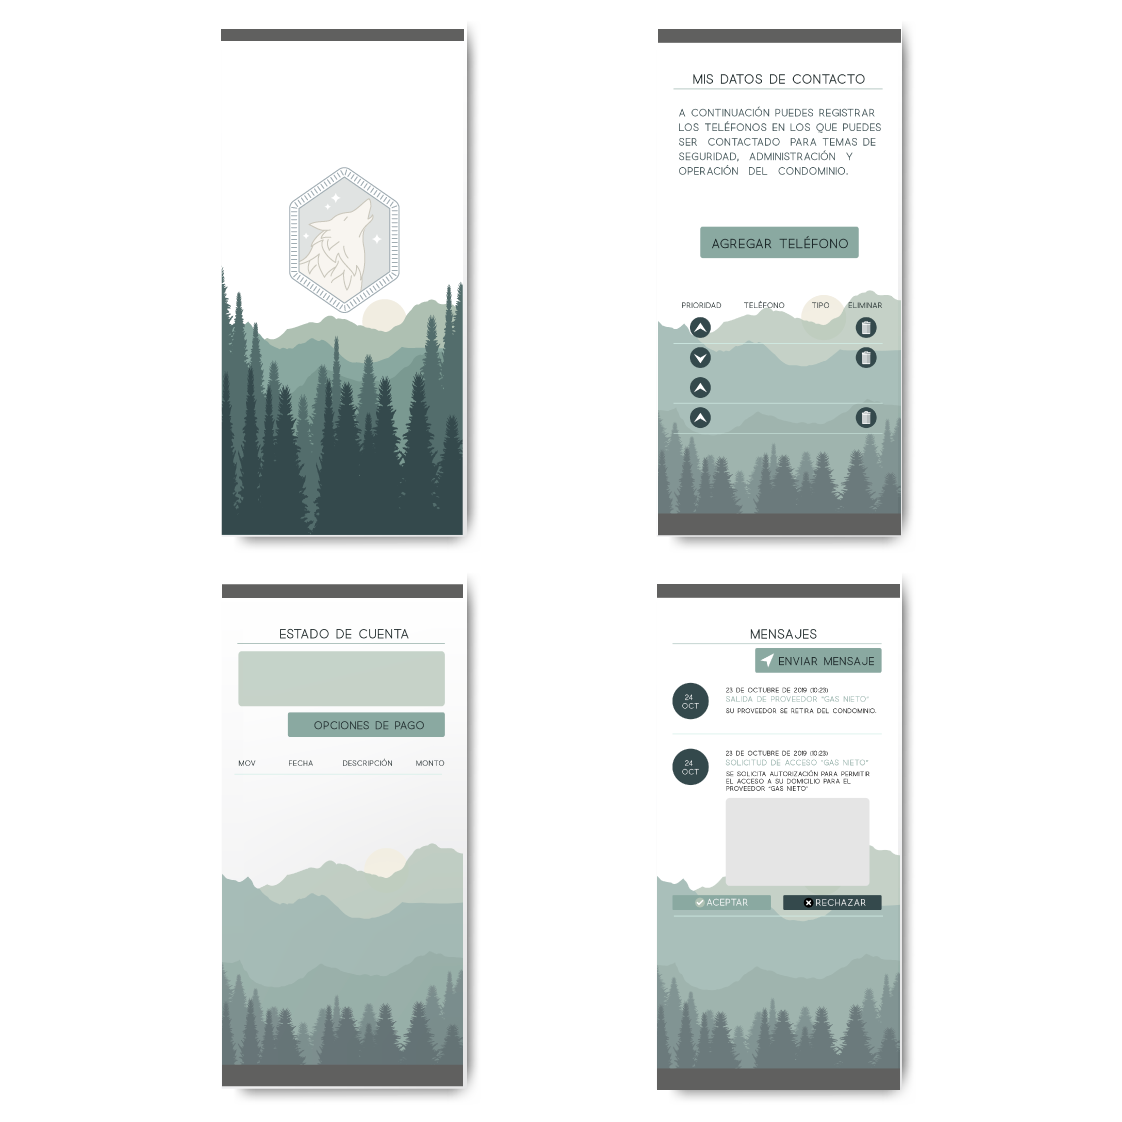 MIS DATOS DE CONTACTO
A CONTINUACIÓN PUEDES REGISTRAR
LOS TELÉFONOS EN LOS QUE PUEDES
SER CONTACTADO PARA TEMAS DE
SEGURIDAD, ADMINISTRACIÓN Y
OPERACIÓN DEL CONDOMINIO.
AGREGAR TELÉFONO
PRIORIDAD TELÉFONO TIPO ELIMINAR
ESTADO DE CUENTA
OPCIONES DE PAGO
MOV FECHA DESCRIPCIÓN MONTO
MENSAJES
ENVIAR MENSAJE
24
OCT
23 DE OCTUBRE DE 2019 (10:23)
SALIDA DE PROVEEDOR "GAS NIETO"
SU PROVEEDOR SE RETIRA DEL CONDOMINIO.
24
OCT
23 DE OCTUBRE DE 2019 (10:23)
SOLICITUD DE ACCESO "GAS NIETO"
SE SOLICITA AUTORIZACIÓN PARA PERMITIR
EL ACCESO A SU DOMICILIO PARA EL
PROVEEDOR "GAS NIETO"
ACEPTAR RECHAZAR